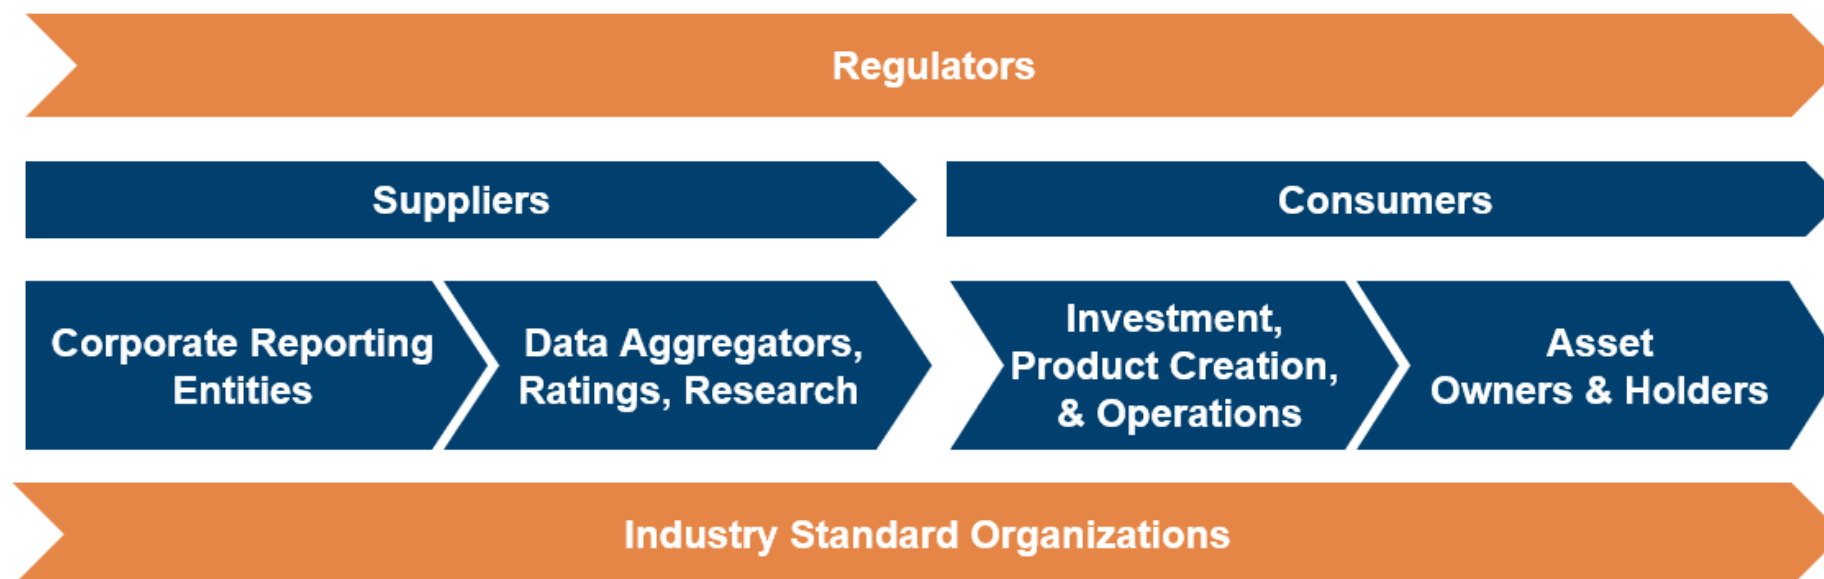 Regulators
Suppliers
Consumers
Corporate Reporting
Entities
Data Aggregators,
Ratings, Research
Investment,
Product Creation,
& Operations
Asset
Owners & Holders
Industry Standard Organizations